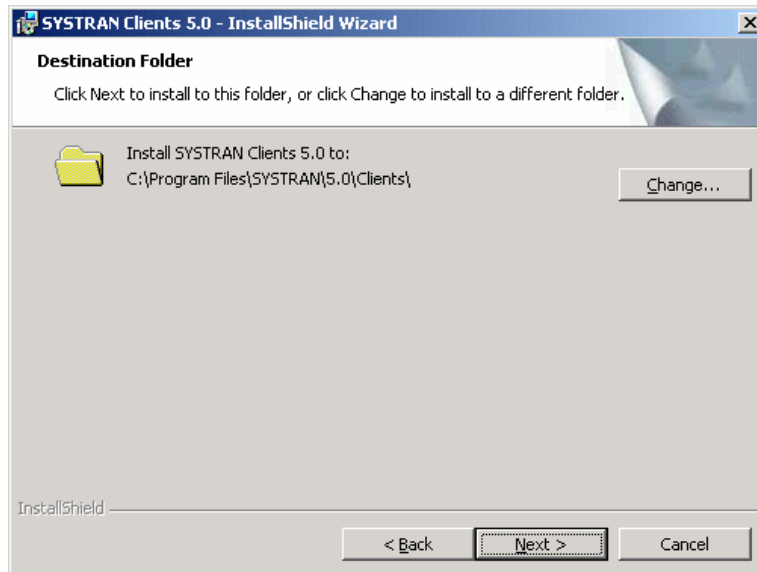 SYSTRAN Clients 5.0 - InstallShield Wizard
Destination Folder
Click Next to install to this folder, or click Change to install to a different folder.
Install SYSTRAN Clients 5.0 to:
C:\Program Files\SYSTRAN\5.0\Clients\
Change...
InstallShield
< Back
Next >
Cancel